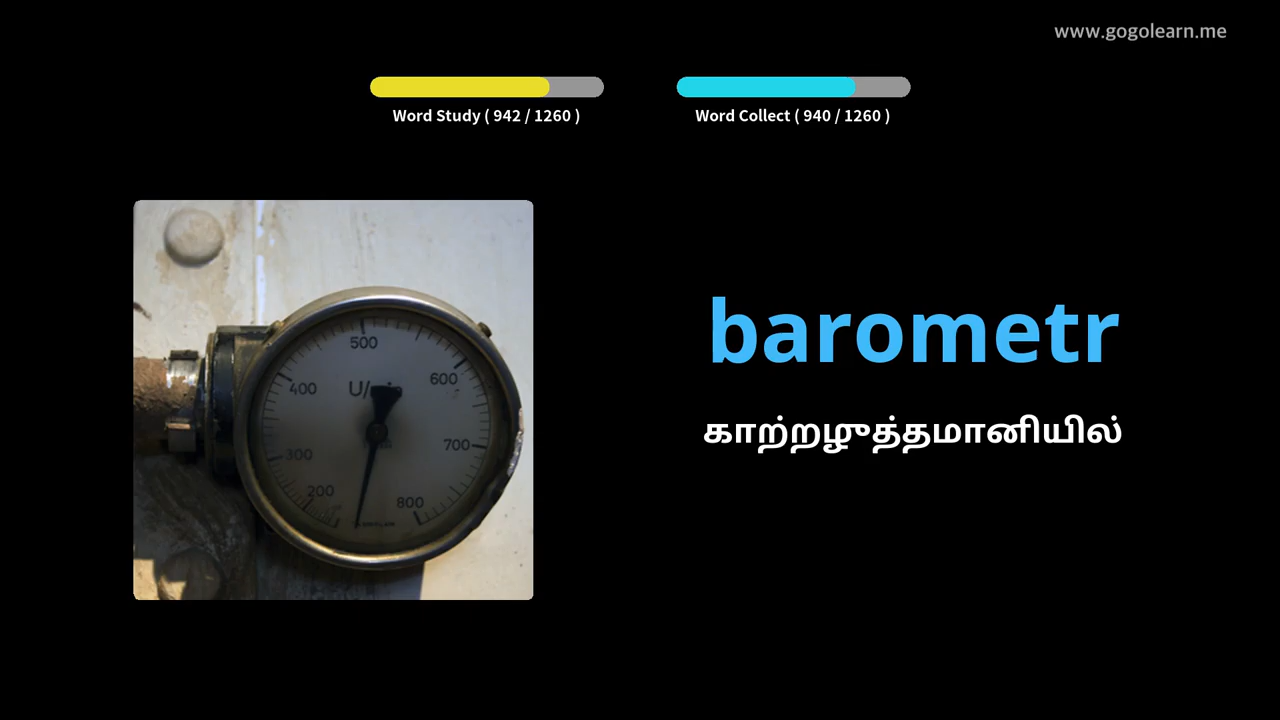 www.gogolearn.me
Word Study ( 942 / 1260 )
Word Collect ( 940 / 1260 )
500
400
600
300
700
200
800
barometr
காற்றழுத்தமானியில்